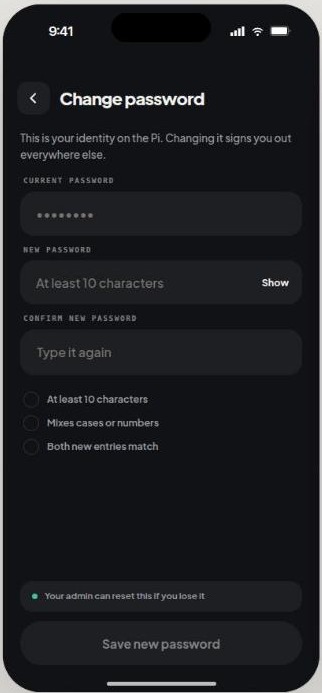 9:41
Change password
This is your identity on the Pi. Changing it signs you out
everywhere else.
CURRENT PASSWORD
••••••••
NEW PASSWORD
At least 10 characters
Show
CONFIRM NEW PASSWORD
Type it again
At least 10 characters
Mixes cases or numbers
Both new entries match
Your admin can reset this if you lose it
Save new password